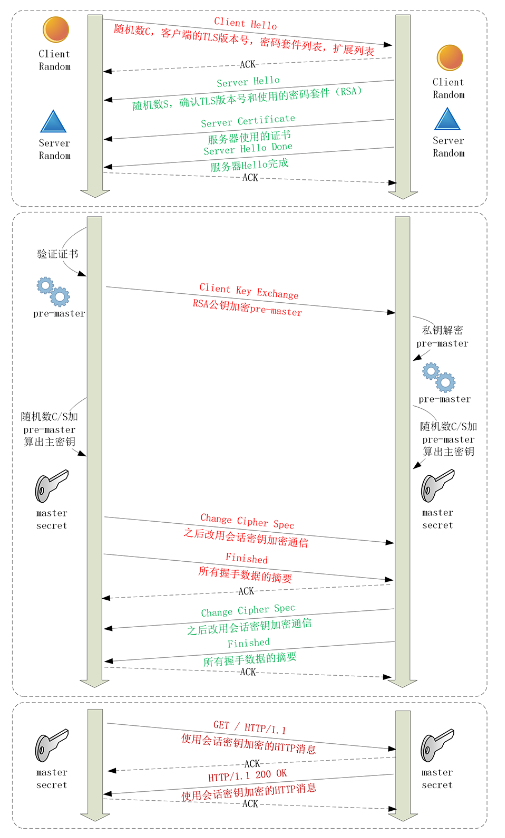 Client Hello
随机数C，客户端的TLS版本号，密码套件列表，扩展列表
Client
Random
ACK
Client
Random
Server Hello
随机数S，确认TLS版本号和使用的密码套件（RSA）
Server Certificate
服务器使用的证书
Server
Random
Server
Random
Server Hello Done
服务器Hello完成
ACK
验证证书
Client Key Exchange
RSA公钥加密pre-master
pre-master
私钥解密
pre-master
pre-master
随机数C/S加
pre-master
算出主密钥
随机数C/S加
pre-master
算出主密钥
master
secret
master
secret
Change Cipher Spec
之后改用会话密钥加密通信
Finished
所有握手数据的摘要
ACK
Change Cipher Spec
之后改用会话密钥加密通信
Finished
所有握手数据的摘要
ACK
GET / HTTP/1.1
使用会话密钥加密的HTTP消息
ACK
master
secret
master
secret
HTTP/1.1 200 OK
使用会话密钥加密的HTTP消息
ACK